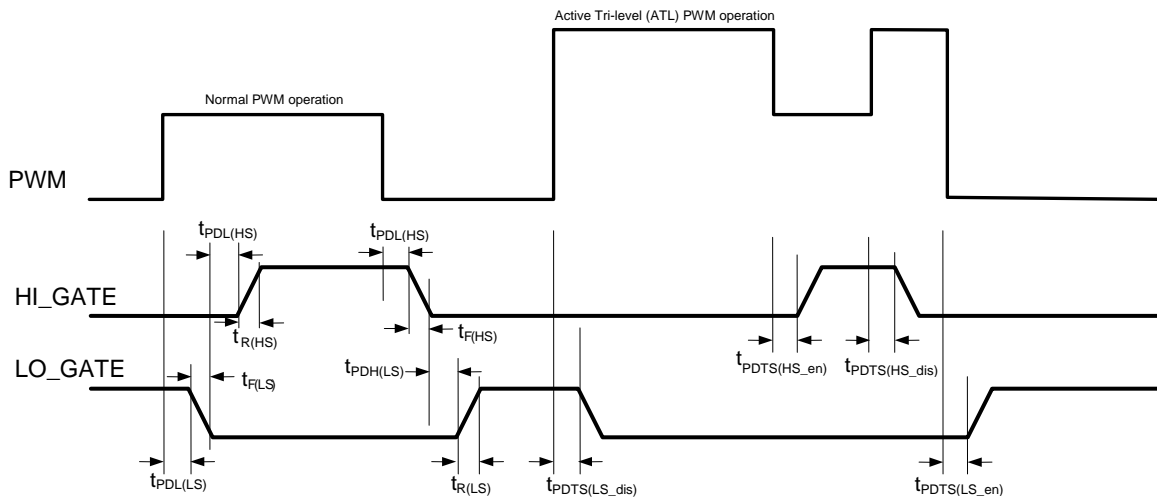 Active Tri-level (ATL) PWM operation
Normal PWM operation
PWM
tPDL(HS)
tPDL(HS)
HI_GATE
tR(HS)
tF(HS)
tPDTS(HS_en)
tPDTS(HS_dis)
LO_GATE
tF(LS)
tPDH(LS)
tPDL(LS)
tR(LS)
tPDTS(LS_dis)
tPDTS(LS_en)